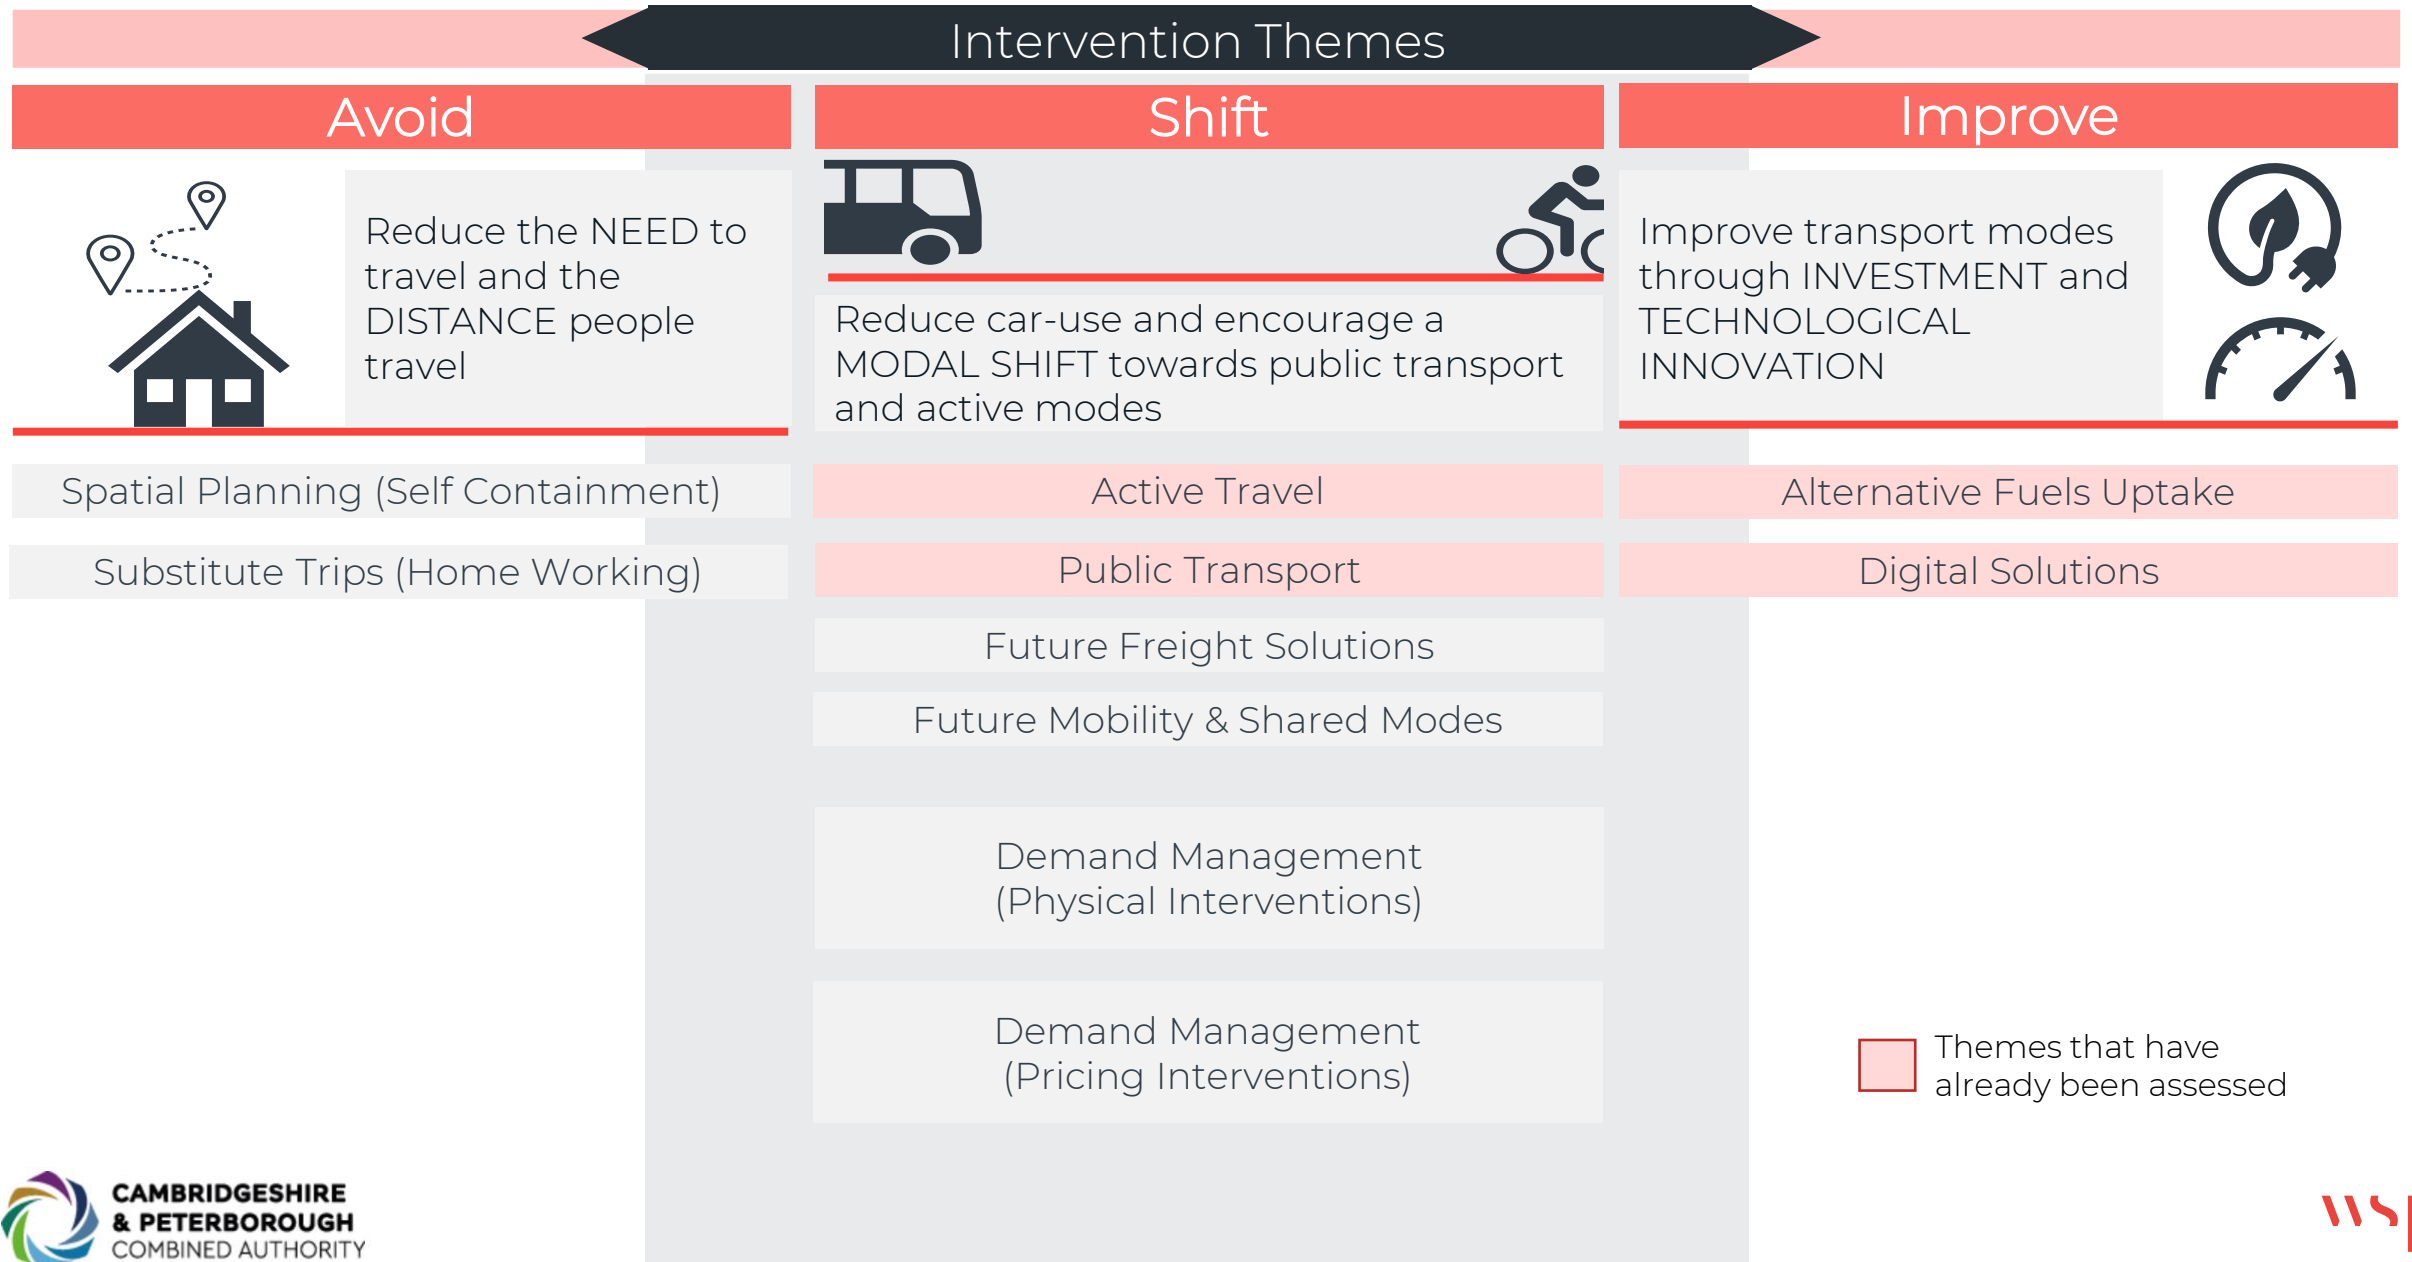 Intervention Themes
Avoid
Reduce the NEED to
travel and the
DISTANCE people
travel
Spatial Planning (Self Containment)
Substitute Trips (Home Working)
Shift
Reduce car-use and encourage a
MODAL SHIFT towards public transport
and active modes
Active Travel
Public Transport
Future Freight Solutions
Future Mobility & Shared Modes
Demand Management
(Physical Interventions)
Demand Management
(Pricing Interventions)
Improve
Improve transport modes
through INVESTMENT and
TECHNOLOGICAL
INNOVATION
Alternative Fuels Uptake
Digital Solutions
Themes that have
already been assessed
CAMBRIDGESHIRE
& PETERBOROUGH
COMBINED AUTHORITY
wsp